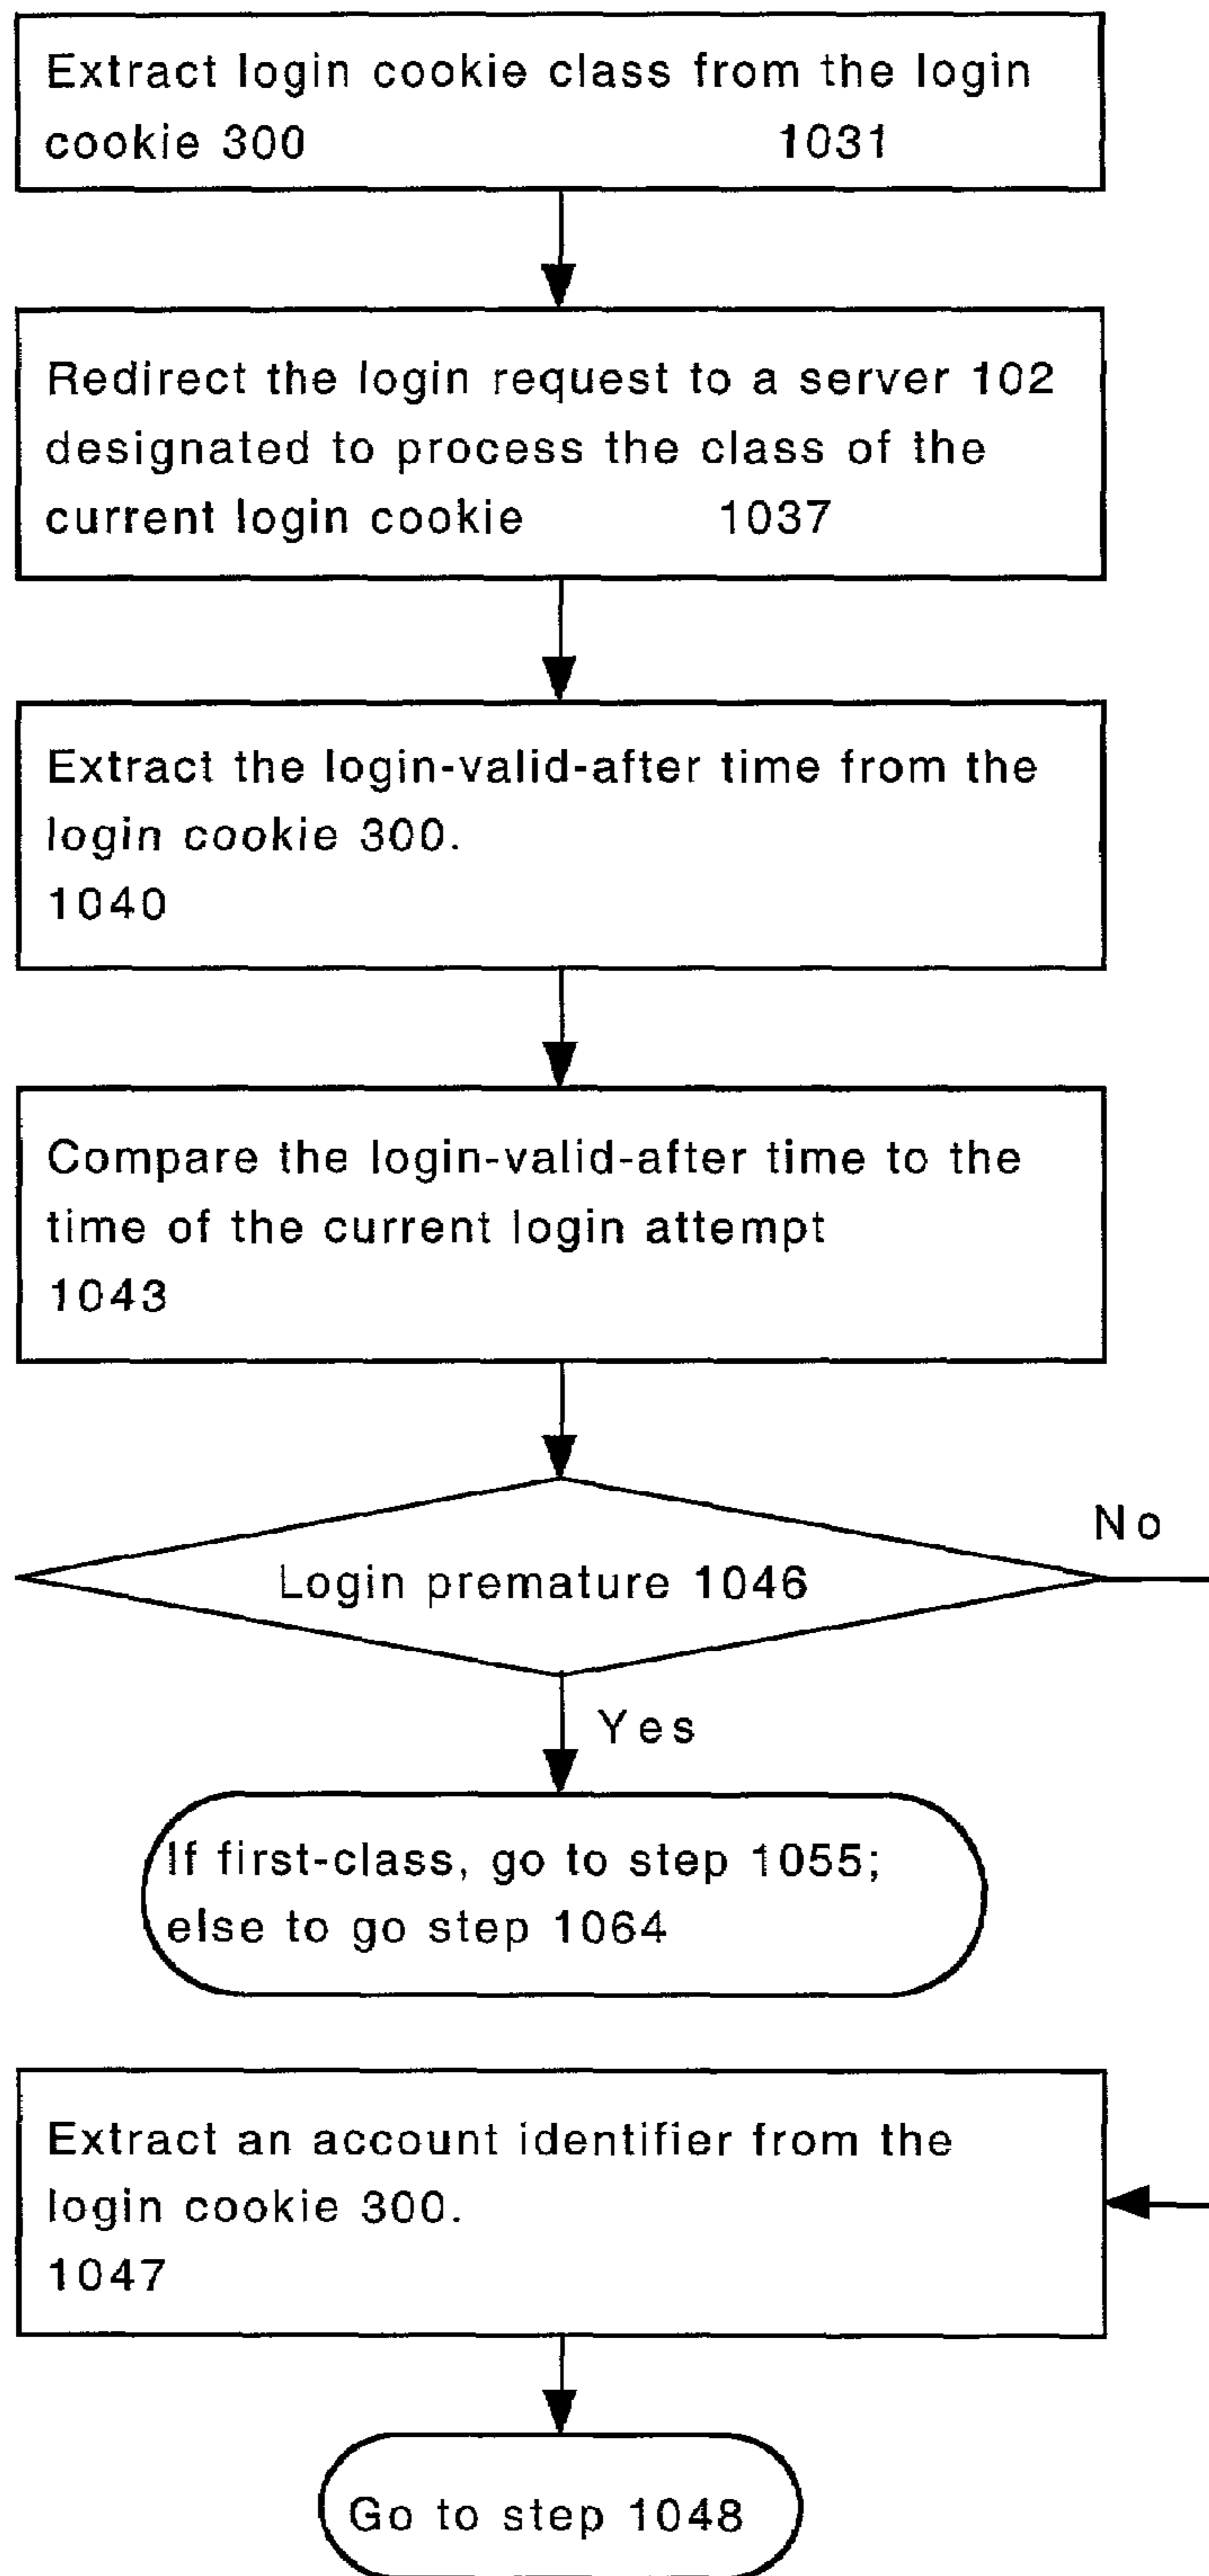 Extract login cookie class from the login
cookie 300 1031
Redirect the login request to a server 102
designated to process the class of the
current login cookie 1037
Extract the login-valid-after time from the
login cookie 300.
1040
Compare the login-valid-after time to the
time of the current login attempt
1043
No
Login premature 1046
Yes
If first-class, go to step 1055;
else to go step 1064
Extract an account identifier from the
login cookie 300.
1047
Go to step 1048